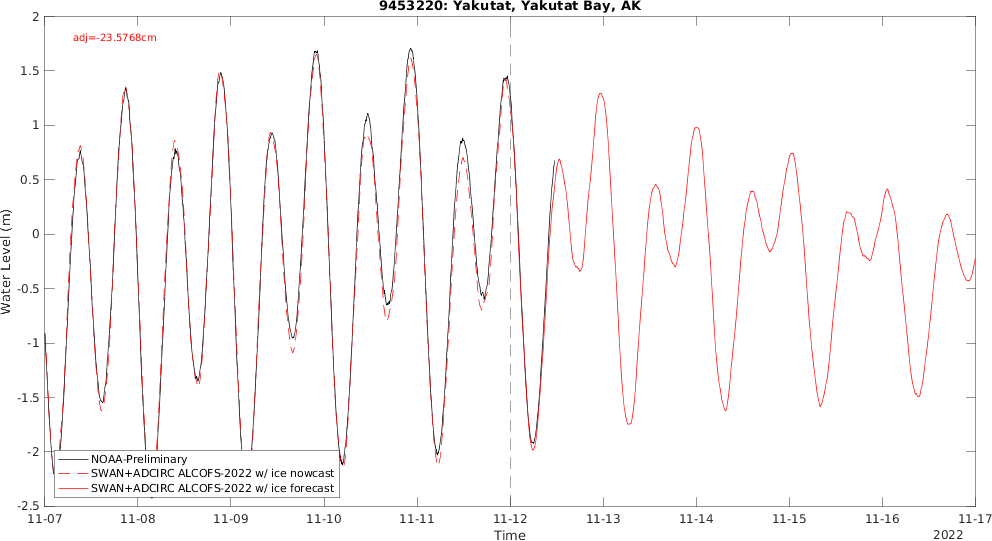 9453220: Yakutat, Yakutat Bay, AK
adj=-23.5768cm
2
1.5
1
0.5
0
-0.5
-1
-1.5
-2
-2.5
Water Level (m)
NOAA-Preliminary
SWAN+ADCIRC ALCOFS-2022 w/ ice nowcast
SWAN+ADCIRC ALCOFS-2022 w/ ice forecast
11-07 11-08 11-09 11-10 11-11 11-12 11-13 11-14 11-15 11-16 11-17
Time
2022